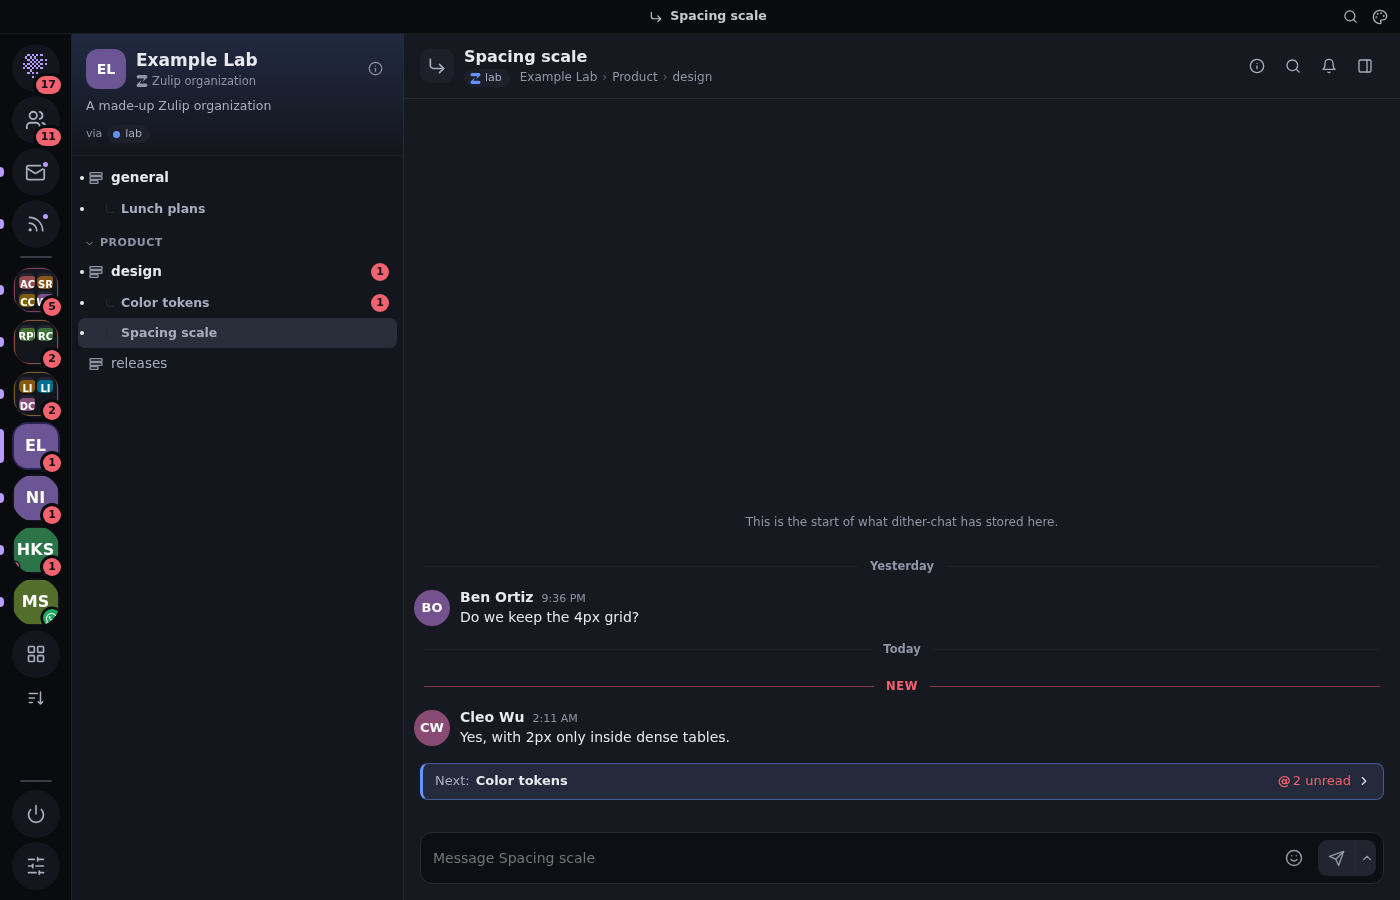 Spacing scale
17
11
AC SR
CC
5
RP RC
2
LI LI
DC
2
EL
1
NI
1
HKS
1
MS
EL
Example Lab
Zulip organization
A made-up Zulip organization
via lab
general
Lunch plans
PRODUCT
design 1
Color tokens 1
Spacing scale
releases
Spacing scale
lab Example Lab › Product › design
This is the start of what dither-chat has stored here.
Yesterday
BO
Ben Ortiz 9:36 PM
Do we keep the 4px grid?
Today
NEW
CW
Cleo Wu 2:11 AM
Yes, with 2px only inside dense tables.
Next: Color tokens @2 unread
Message Spacing scale